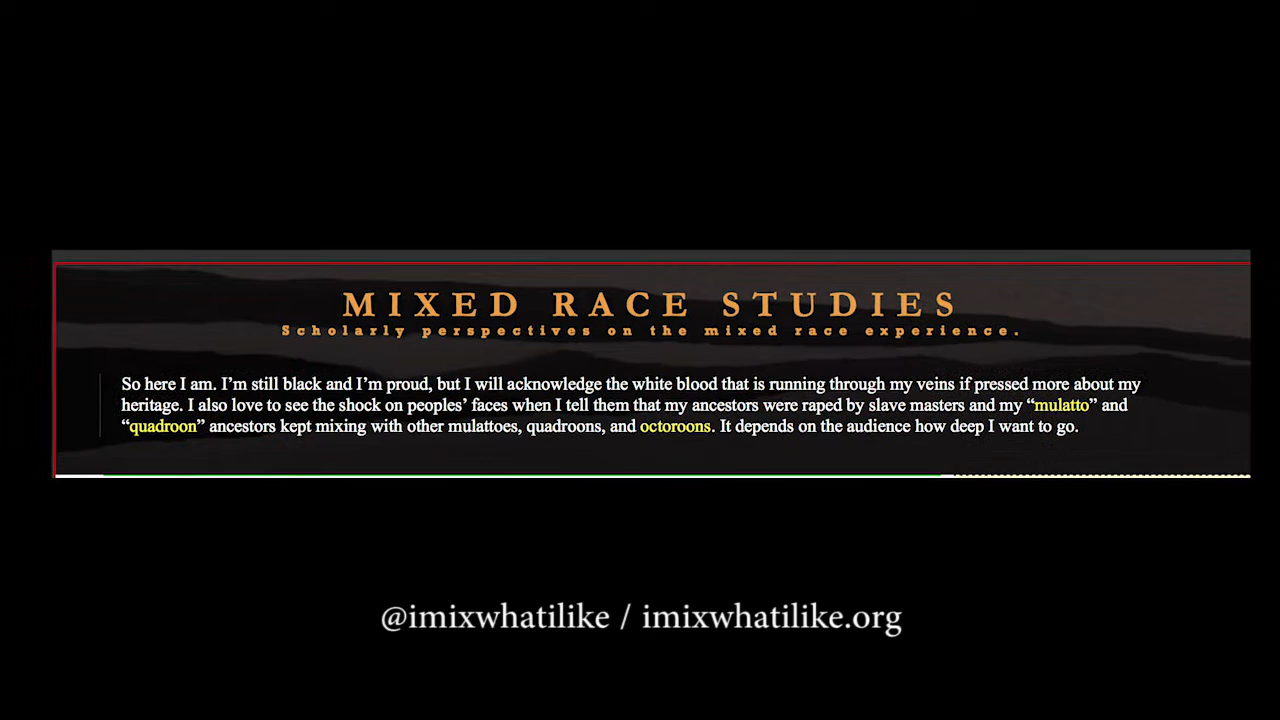 MIXED RACE STUDIES
Scholarly perspectives on the mixed race experience.
So here I am. I’m still black and I’m proud, but I will acknowledge the white blood that is running through my veins if pressed more about my
heritage. I also love to see the shock on peoples’ faces when I tell them that my ancestors were raped by slave masters and my “mulatto” and
“quadroon” ancestors kept mixing with other mulattoes, quadroons, and octoroons. It depends on the audience how deep I want to go.
@imixwhatilike / imixwhatilike.org